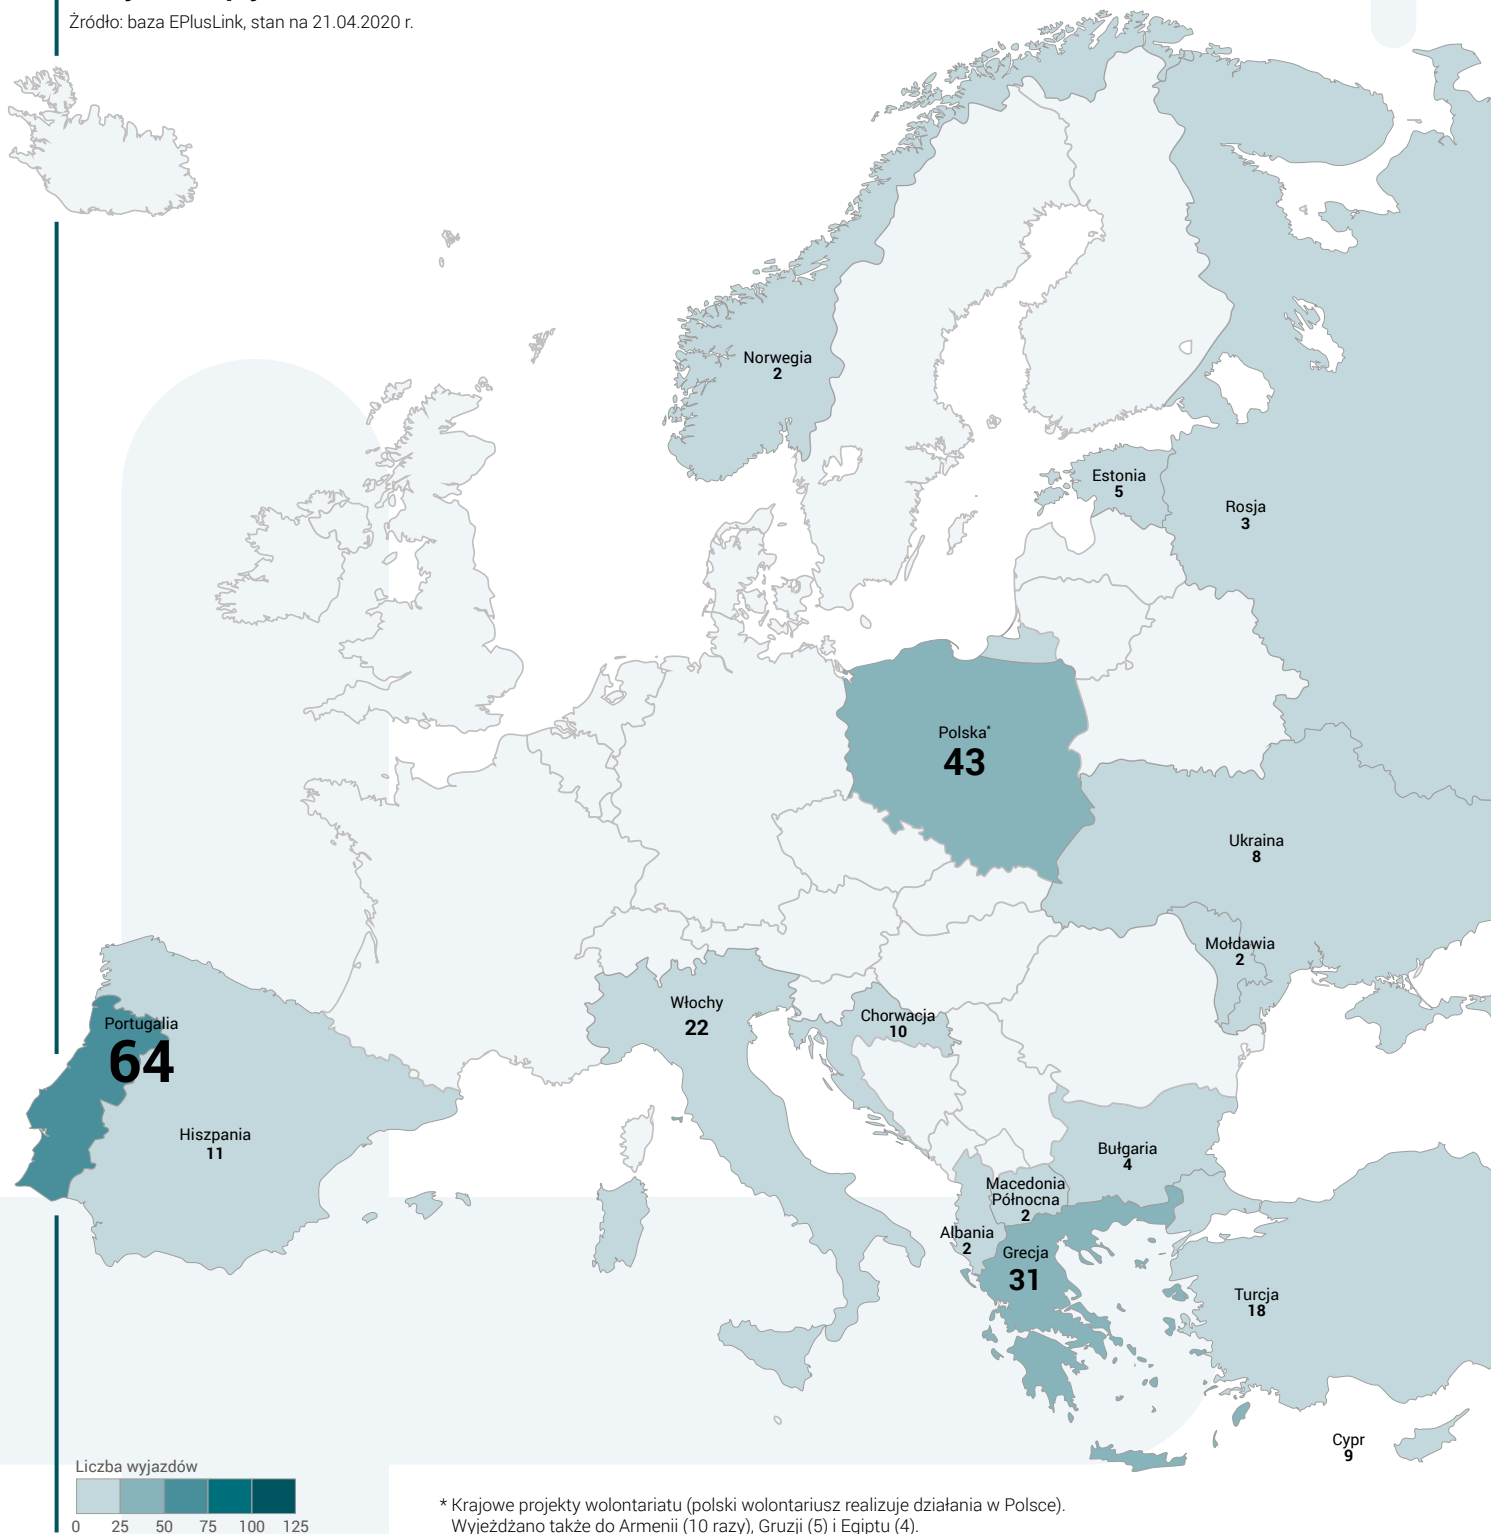 Źródło: baza EPlusLink, stan na 21.04.2020 r.
Norwegia
2
Estonia
5
Rosja
3
Polska*
43
Ukraina
8
Mołdawia
2
Włochy
22
Chorwacja
10
Portugalia
64
Hiszpania
11
Bułgaria
4
Macedonia
Północna
2
Albania
2
Grecja
31
Turcja
18
Cypr
9
Liczba wyjazdów
0 25 50 75 100 125
* Krajowe projekty wolontariatu (polski wolontariusz realizuje działania w Polsce).
Wyjeżdżano także do Armenii (10 razy), Gruzji (5) i Egiptu (4).